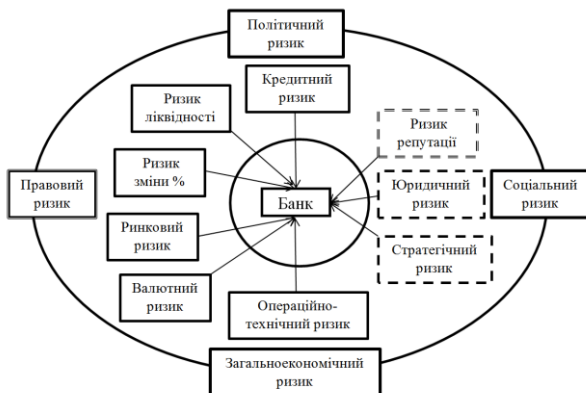 Політичний
ризик
Кредитний
ризик
Ризик
ліквідності
Ризик
репутації
Правовий
ризик
Ризик
зміни %
Банк
Юридичний
ризик
Соціальний
ризик
Ринковий
ризик
Стратегічний
ризик
Валютний
ризик
Операційно-
технічний ризик
Загальноекономічний
ризик